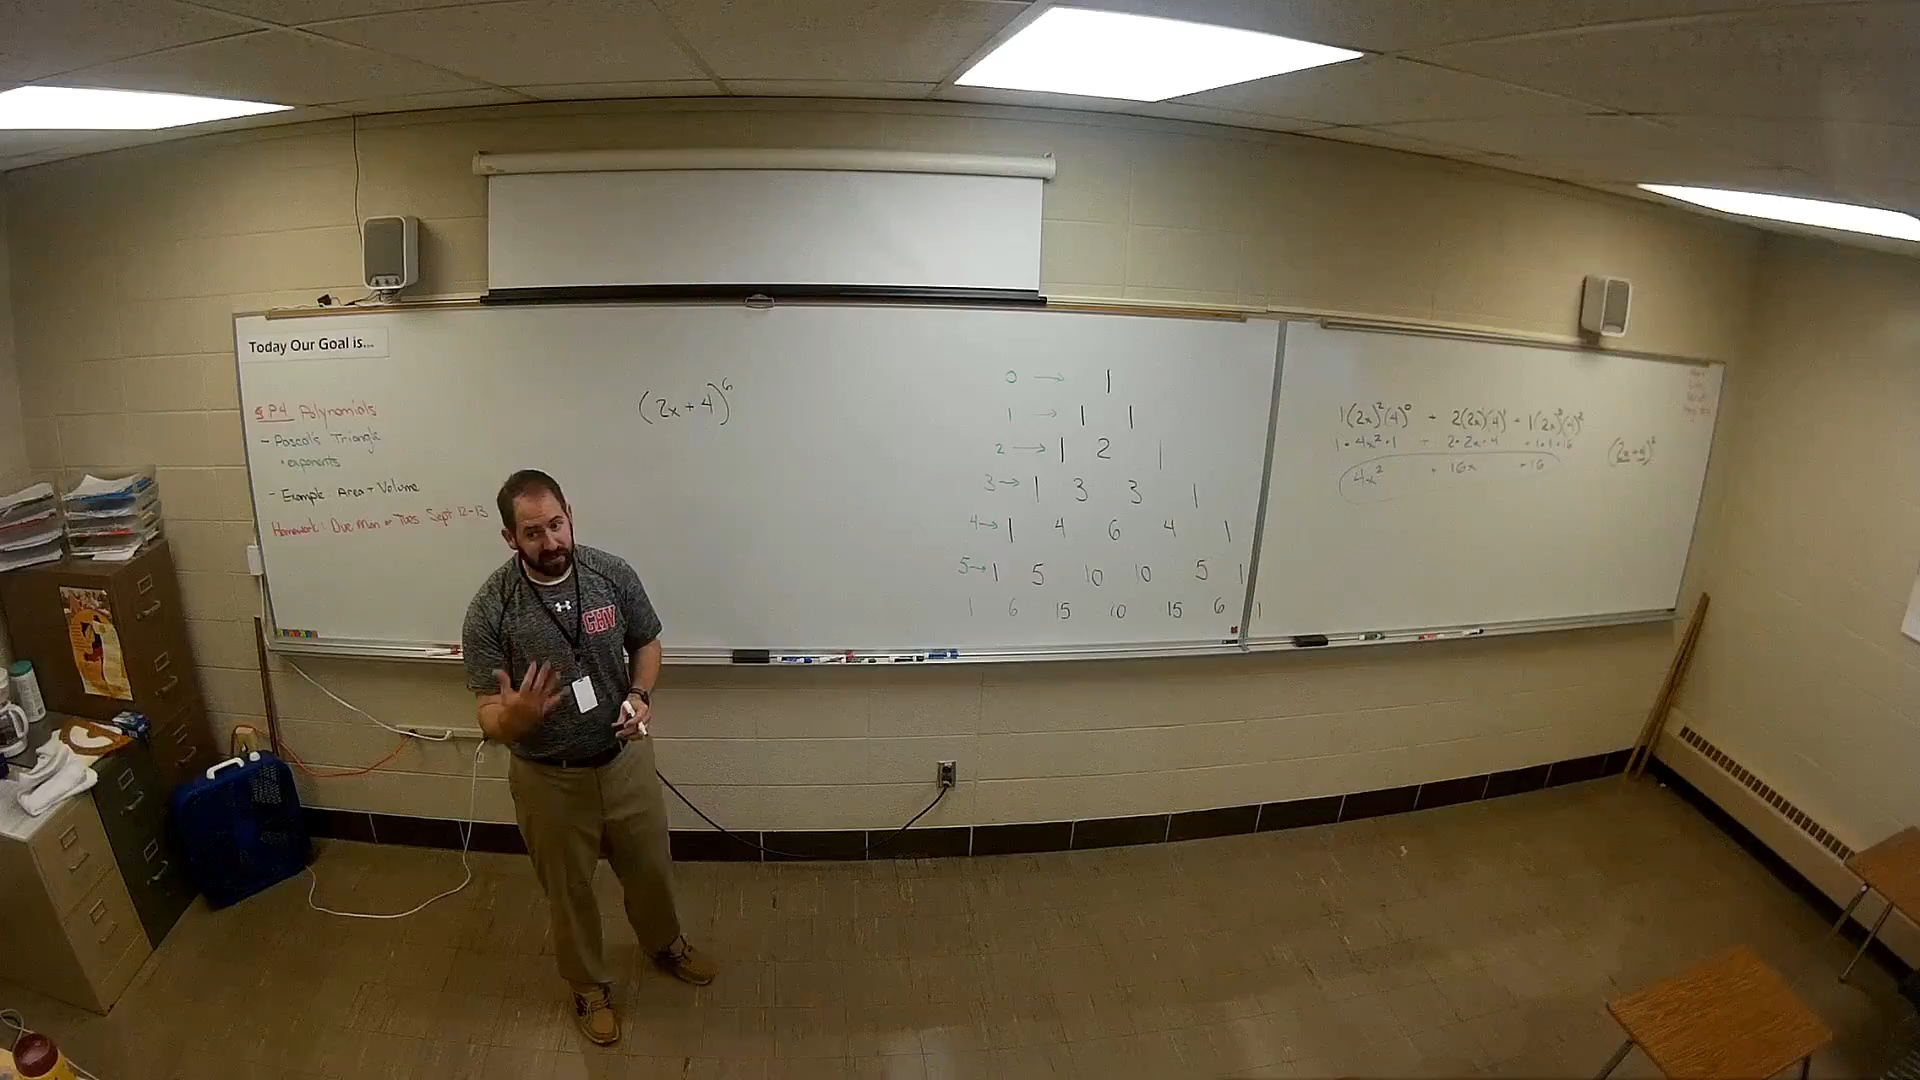 Today Our Goal is...
§ P4 Polynomials
- Pascal's Triangle
• exponents
- Example: Area + Volume
Homework: Due Mon or Tues Sept. 12-13
(2x + 4)^6
0 → 1
1 → 1 1
2 → 1 2 1
3 → 1 3 3 1
4 → 1 4 6 4 1
5 → 1 5 10 10 5 1
1 6 15 10 15 6 1
1(2x)²(4)⁰ + 2(2x)¹(4)¹ + 1(2x)⁰(4)²
1 • 4x² • 1 + 2 • 2x • 4 + 1 • 1 • 16
4x² + 16x + 16
(2x + 4)²
GHV